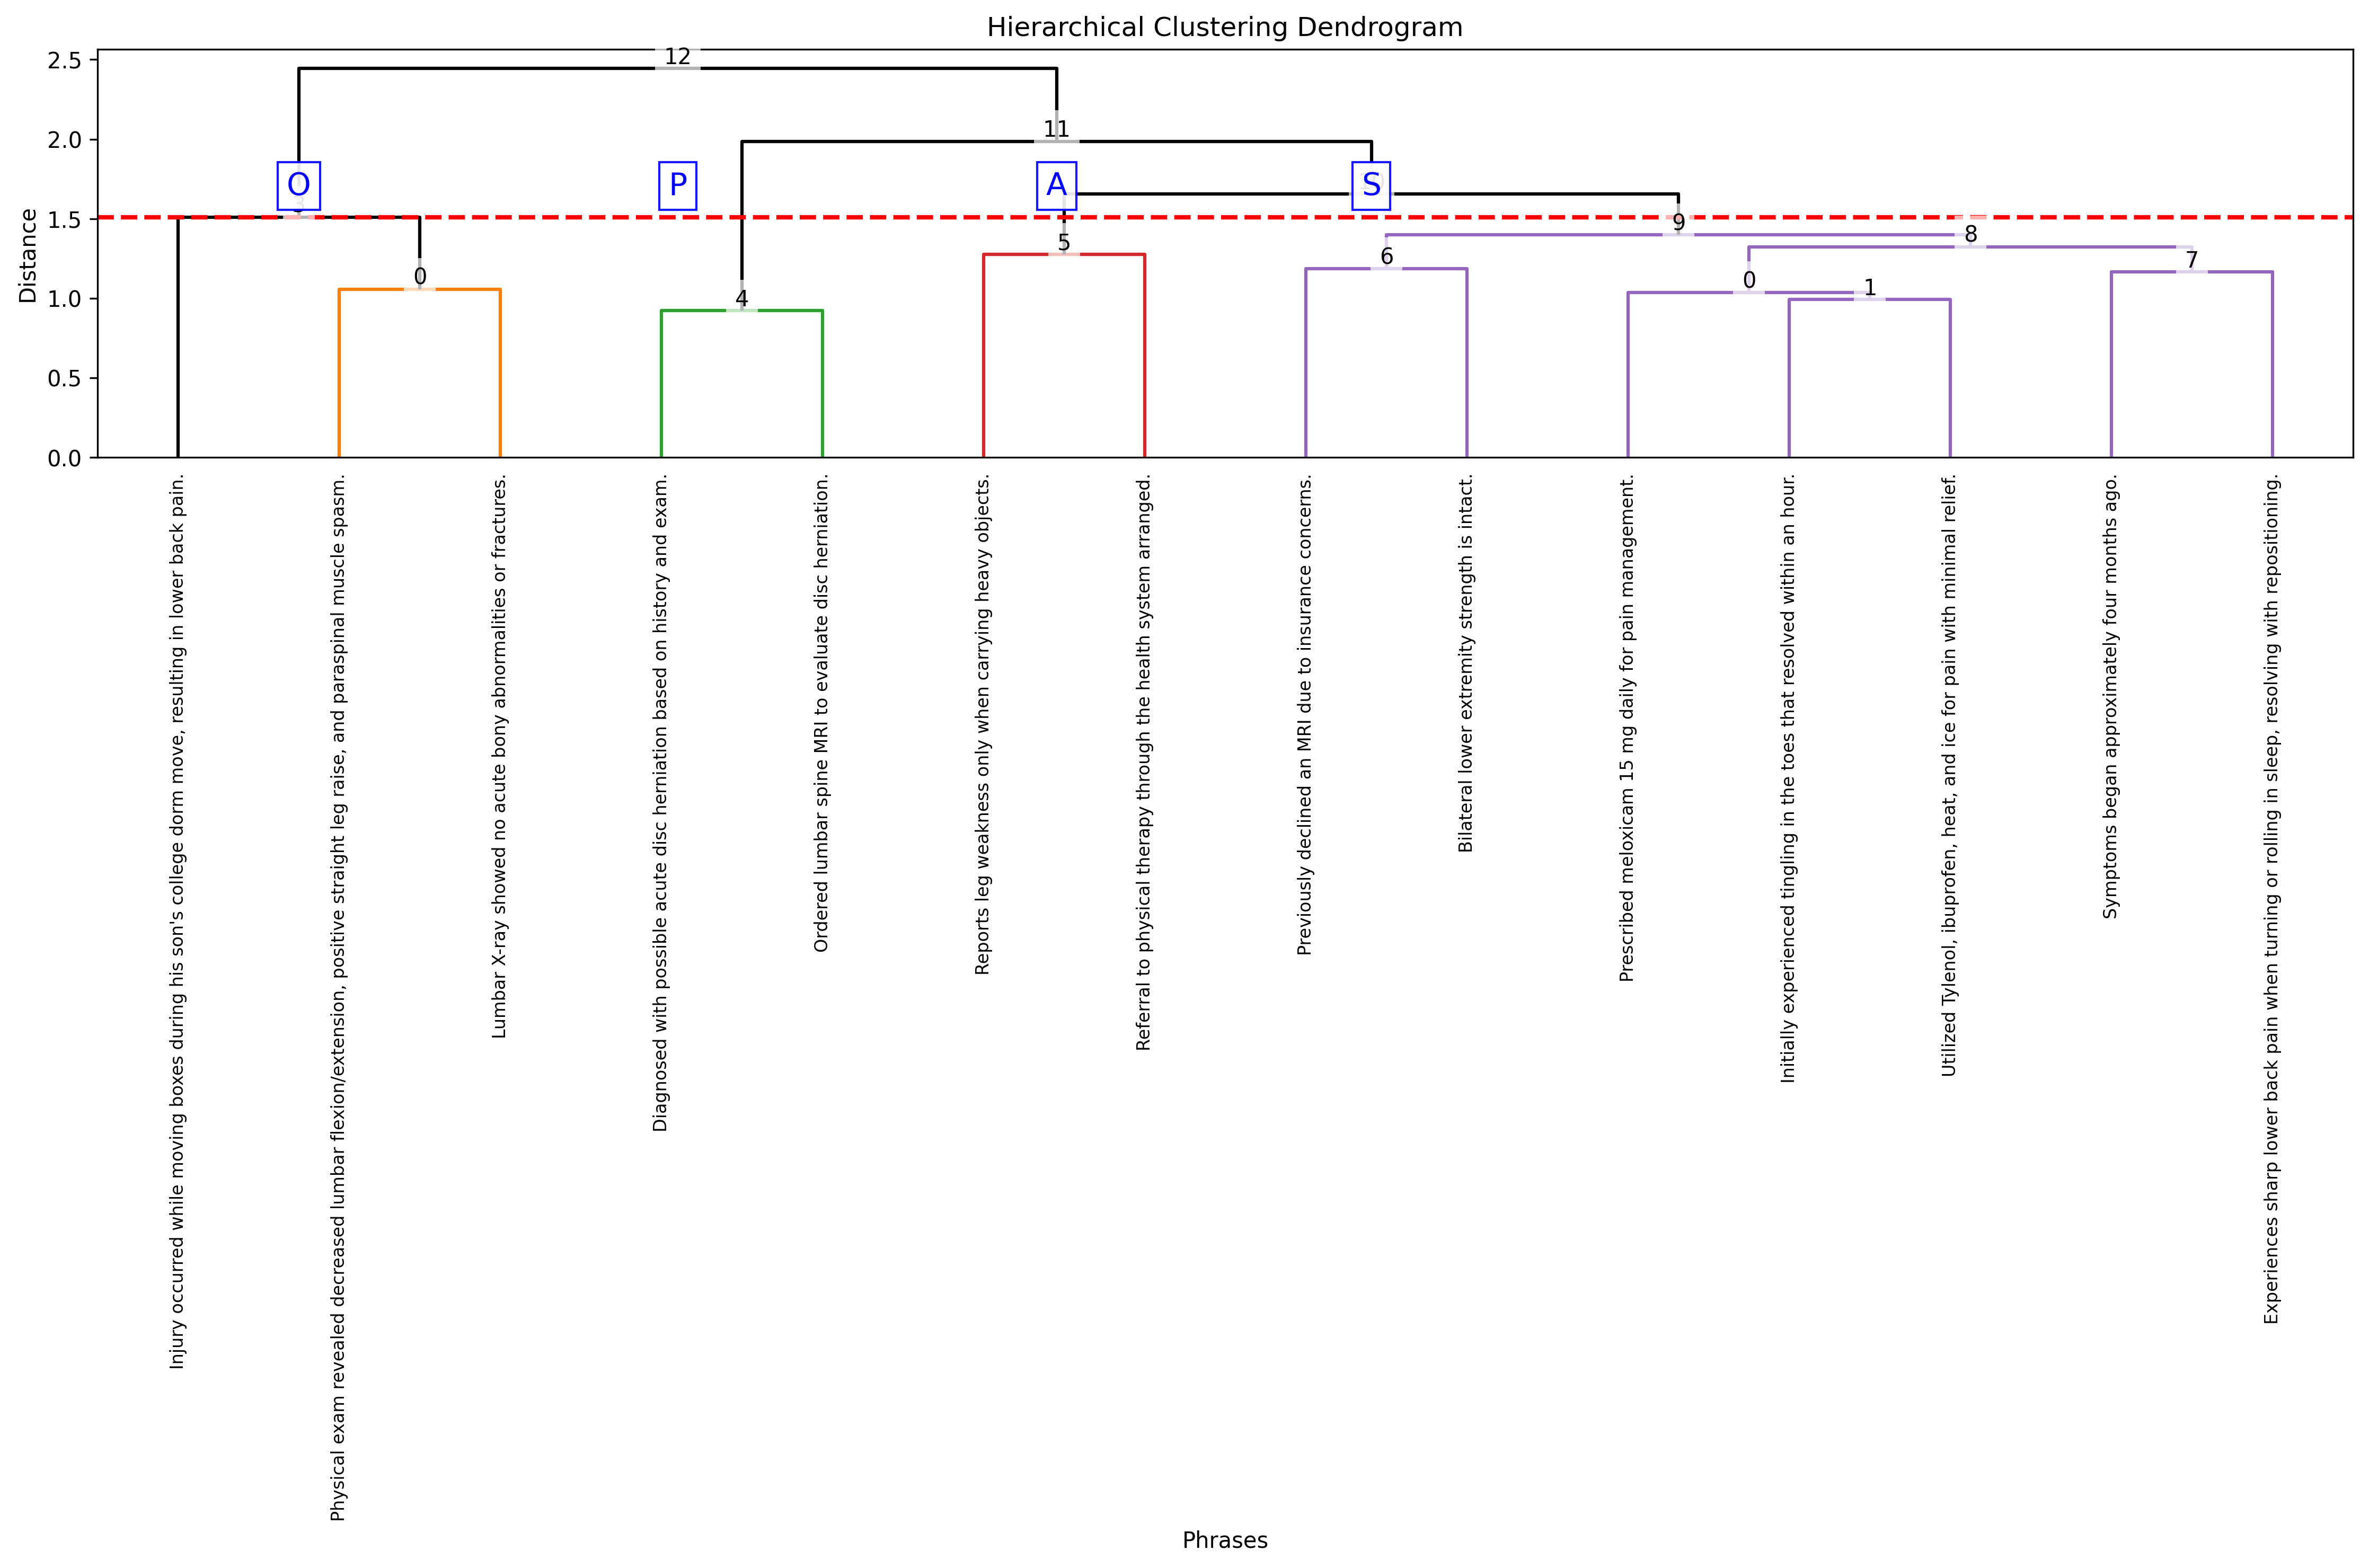 Hierarchical Clustering Dendrogram
Distance
2.5
2.0
1.5
1.0
0.5
0.0
12
11
O
P
A
S
9
8
5
6
7
0
0
1
4
Injury occurred while moving boxes during his son's college dorm move, resulting in lower back pain.
Physical exam revealed decreased lumbar flexion/extension, positive straight leg raise, and paraspinal muscle spasm.
Lumbar X-ray showed no acute bony abnormalities or fractures.
Diagnosed with possible acute disc herniation based on history and exam.
Ordered lumbar spine MRI to evaluate disc herniation.
Reports leg weakness only when carrying heavy objects.
Referral to physical therapy through the health system arranged.
Previously declined an MRI due to insurance concerns.
Bilateral lower extremity strength is intact.
Prescribed meloxicam 15 mg daily for pain management.
Initially experienced tingling in the toes that resolved within an hour.
Utilized Tylenol, ibuprofen, heat, and ice for pain with minimal relief.
Symptoms began approximately four months ago.
Experiences sharp lower back pain when turning or rolling in sleep, resolving with repositioning.
Phrases